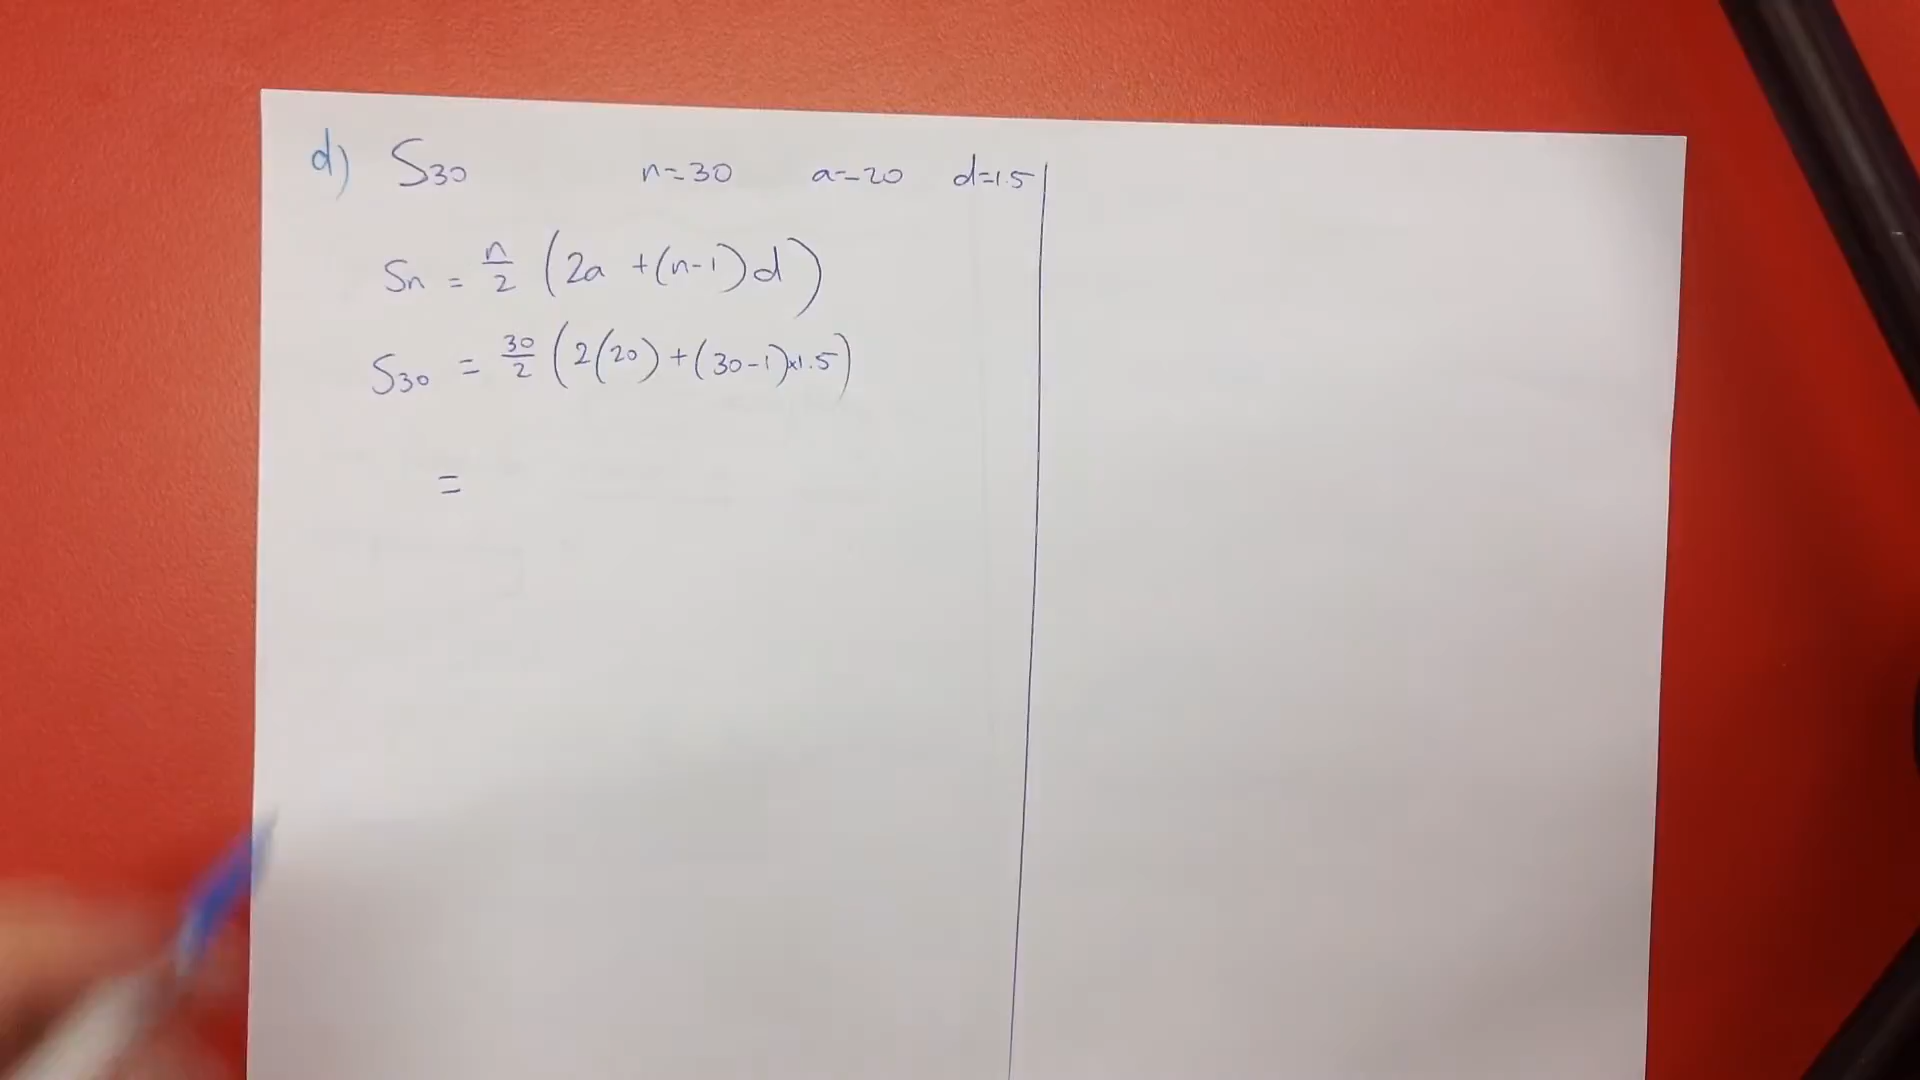 d) S₃₀ n=30 a=20 d=1.5
Sn = n/2 (2a +(n-1)d)
S₃₀ = 30/2 (2(20) + (30-1)×1.5)
=